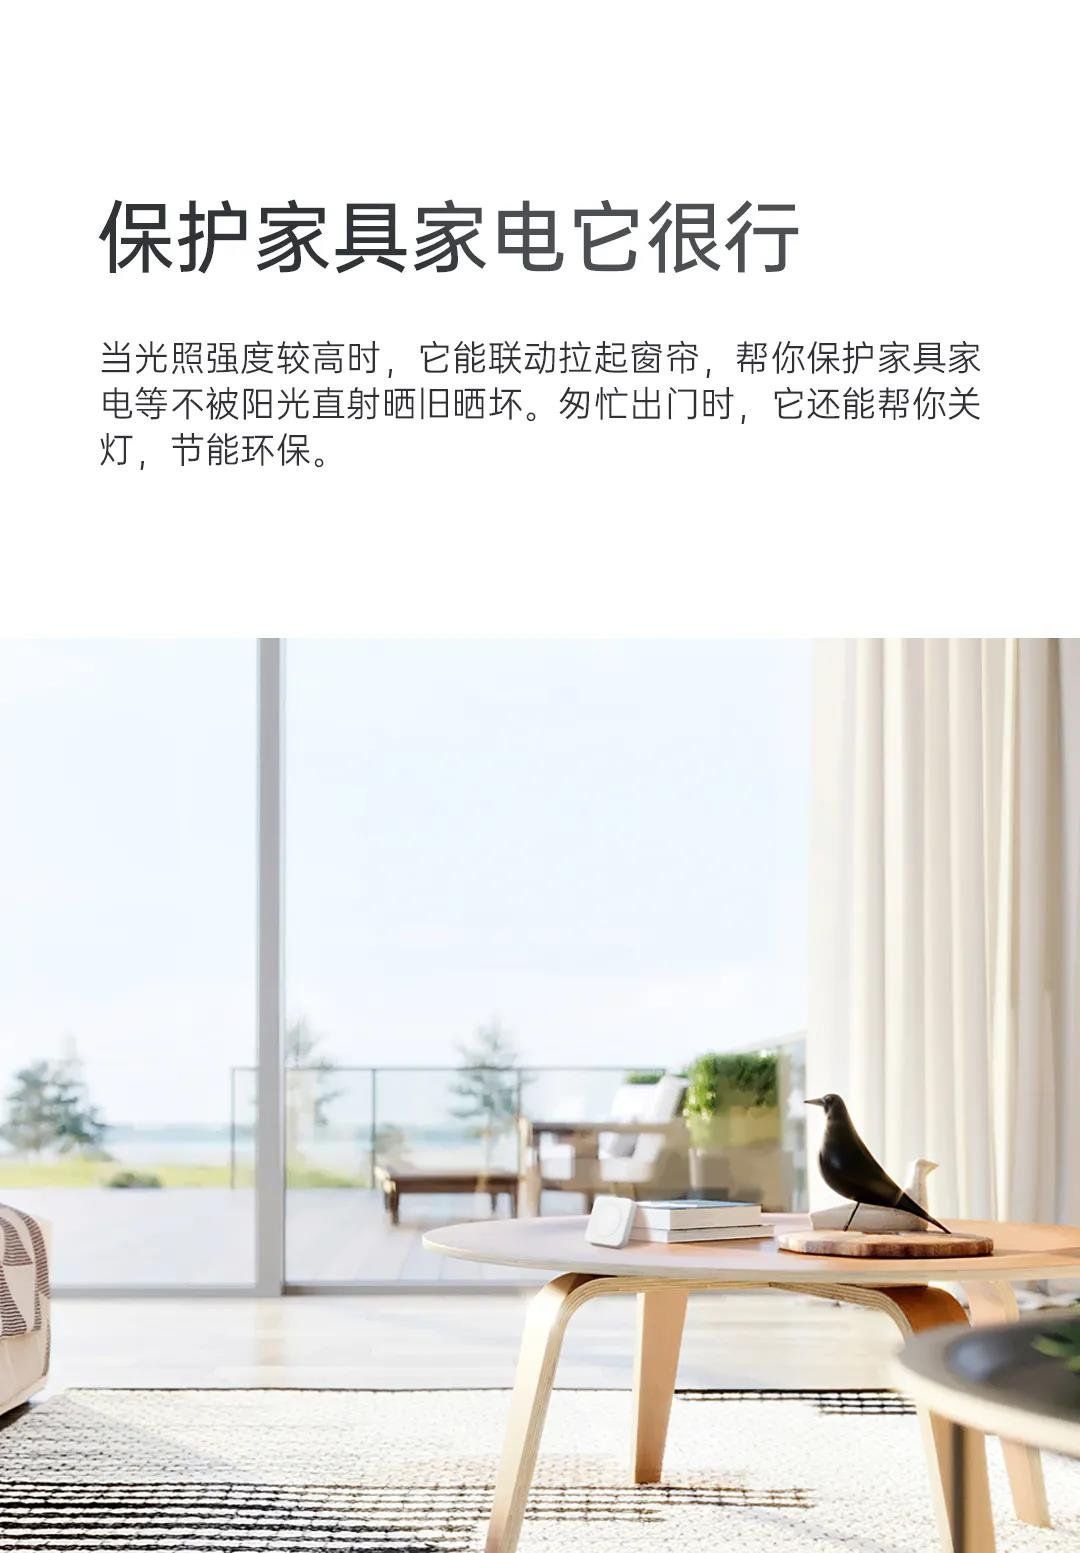 保护家具家电它很行
当光照强度较高时，它能联动拉起窗帘，帮你保护家具家
电等不被阳光直射晒旧晒坏。匆忙出门时，它还能帮你关
灯，节能环保。